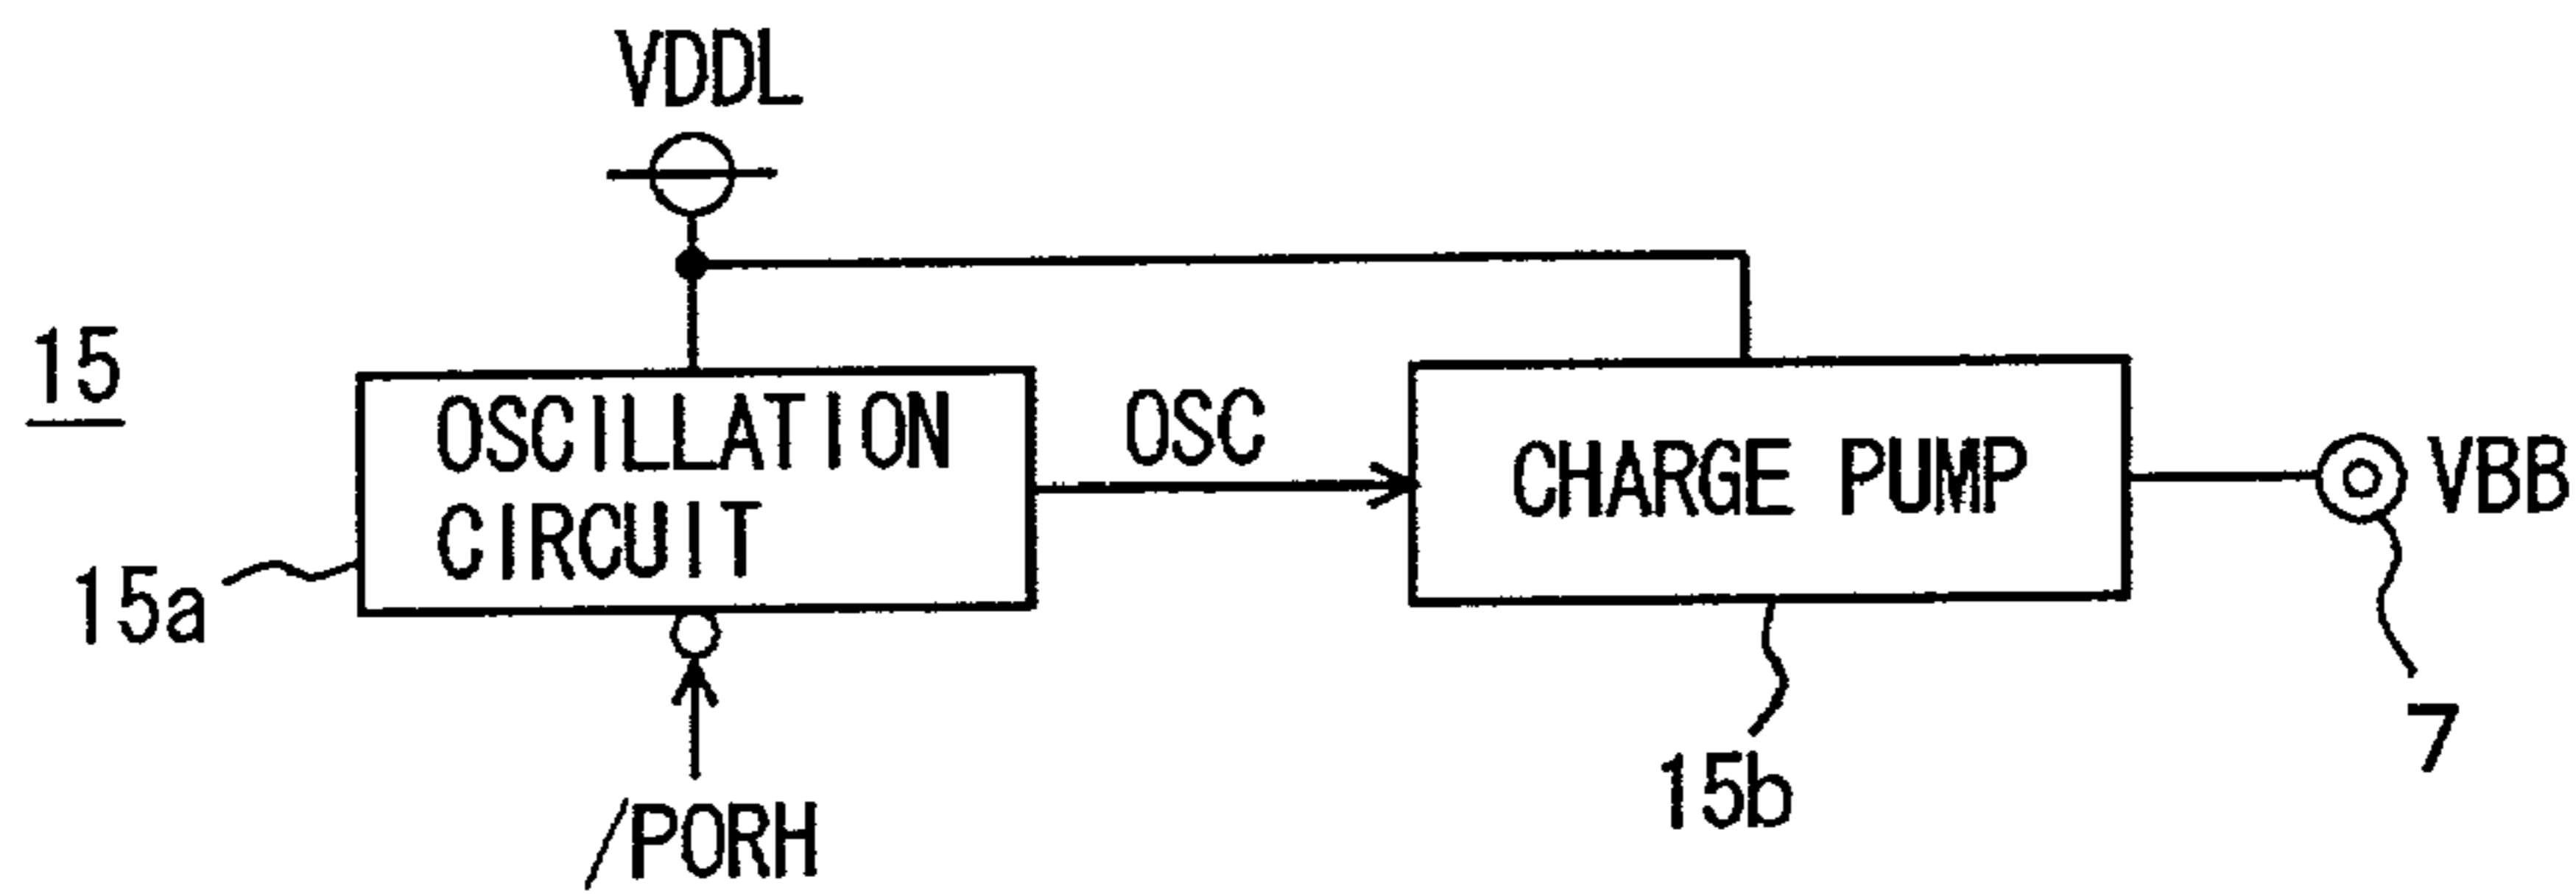 VDDL
15
OSCILLATION
CIRCUIT
OSC
CHARGE PUMP
VBB
15a
15b
7
/PORH